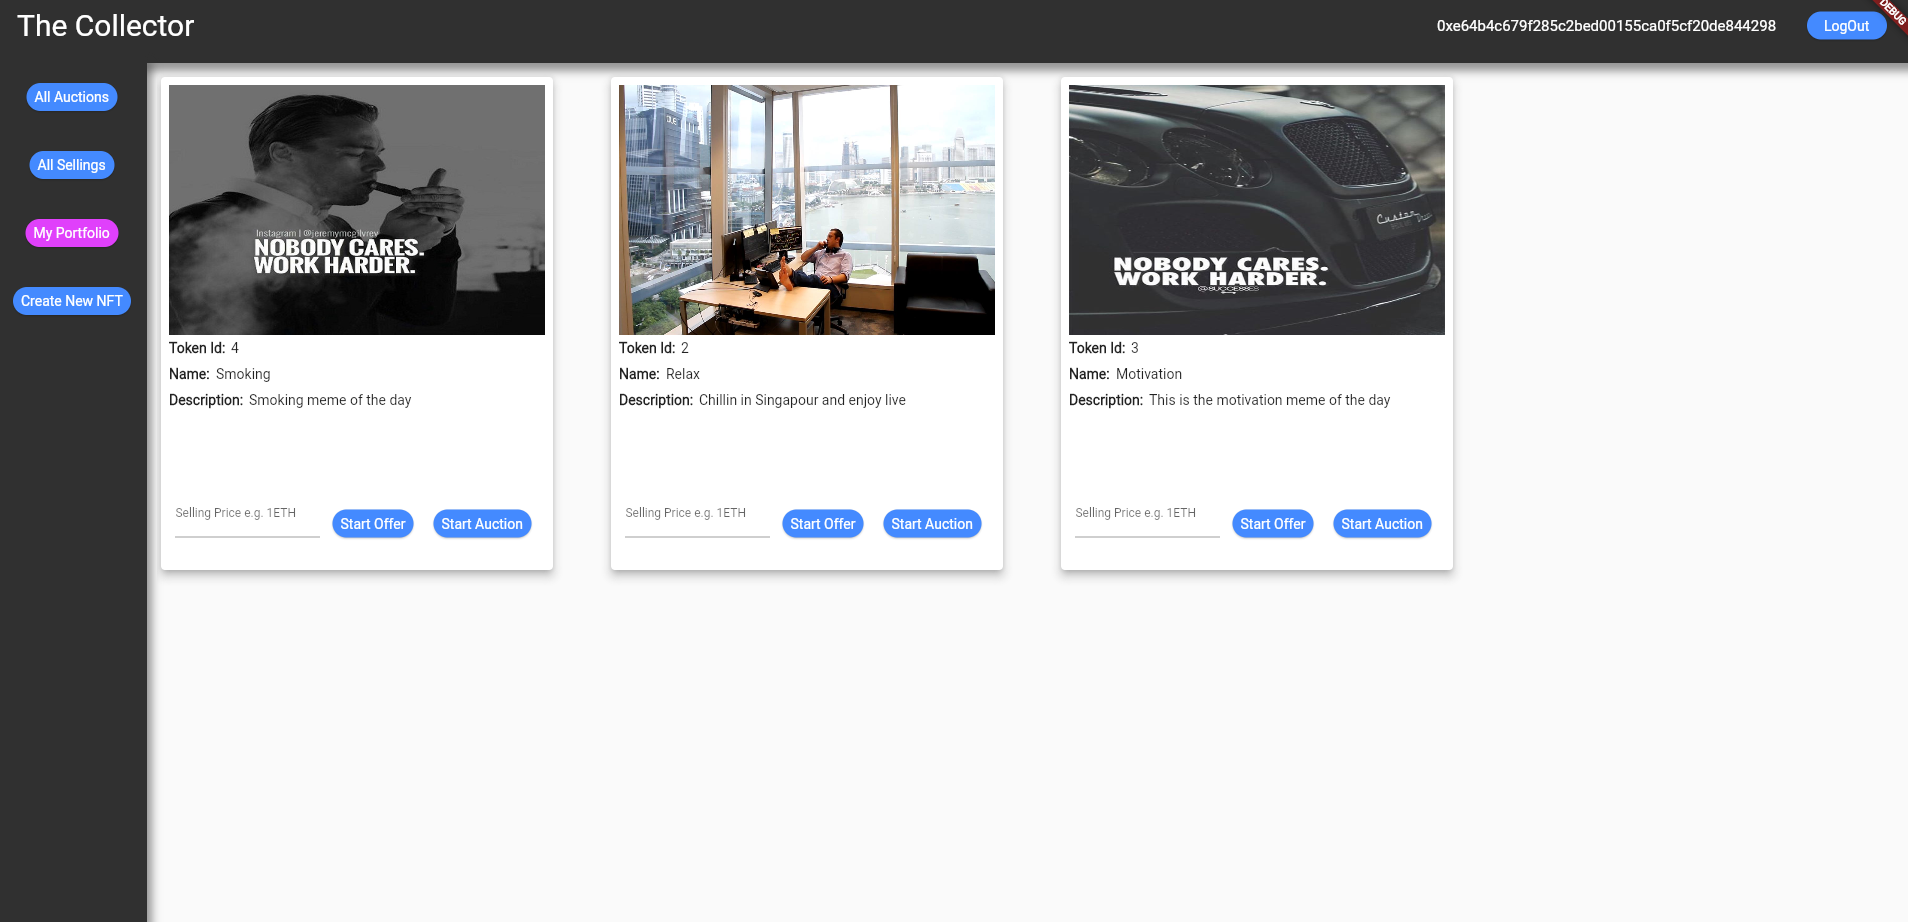 The Collector
0xe64b4c679f285c2bed00155ca0f5cf20de844298
LogOut
DEBUG
All Auctions
All Sellings
My Portfolio
Create New NFT
Instagram | @jeremymcgilvrey
NOBODY CARES.
WORK HARDER.
Token Id: 4
Name: Smoking
Description: Smoking meme of the day
Selling Price e.g. 1ETH
Start Offer
Start Auction
Token Id: 2
Name: Relax
Description: Chillin in Singapour and enjoy live
Selling Price e.g. 1ETH
Start Offer
Start Auction
NOBODY CARES.
WORK HARDER.
Token Id: 3
Name: Motivation
Description: This is the motivation meme of the day
Selling Price e.g. 1ETH
Start Offer
Start Auction